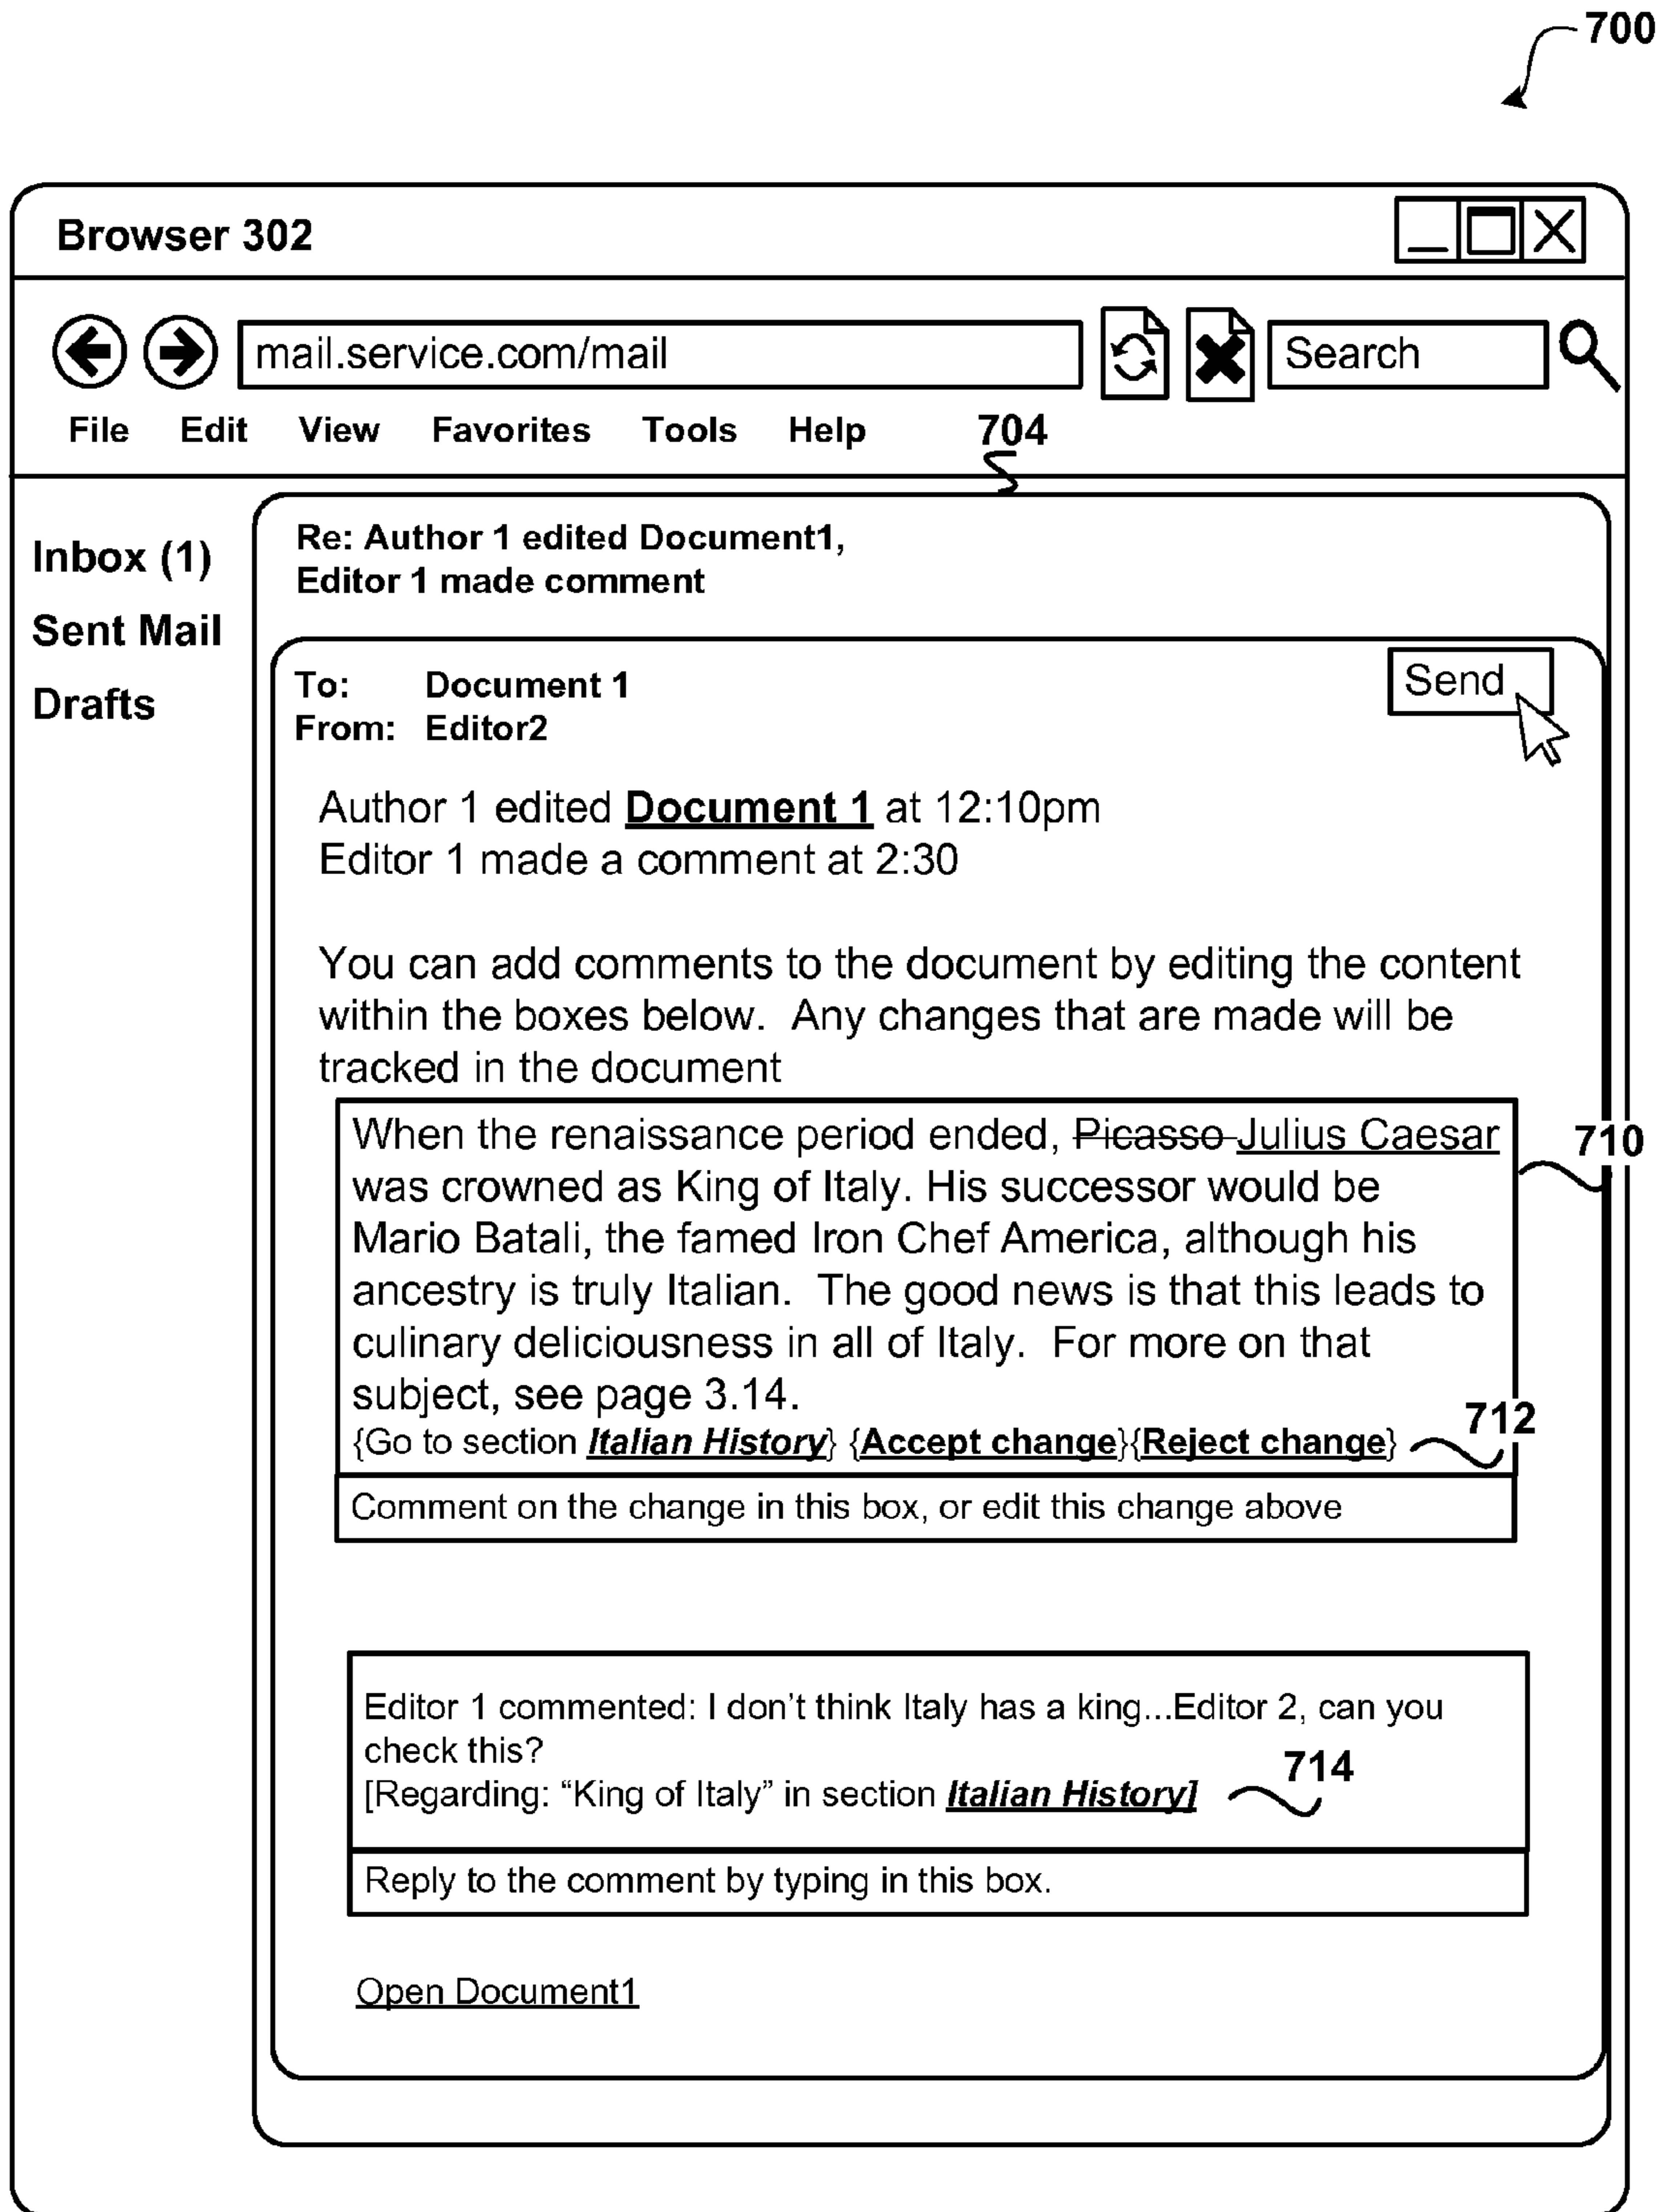 700
Browser 302
mail.service.com/mail
Search
File Edit View Favorites Tools Help
704
Inbox (1)
Sent Mail
Drafts
Re: Author 1 edited Document1,
Editor 1 made comment
Send
To: Document 1
From: Editor2
Author 1 edited Document 1 at 12:10pm
Editor 1 made a comment at 2:30
You can add comments to the document by editing the content
within the boxes below. Any changes that are made will be
tracked in the document
When the renaissance period ended, Picasso Julius Caesar
710
was crowned as King of Italy. His successor would be
Mario Batali, the famed Iron Chef America, although his
ancestry is truly Italian. The good news is that this leads to
culinary deliciousness in all of Italy. For more on that
subject, see page 3.14.
712
{Go to section Italian History} {Accept change}{Reject change}
Comment on the change in this box, or edit this change above
Editor 1 commented: I don't think Italy has a king...Editor 2, can you
check this?
714
[Regarding: “King of Italy” in section Italian History]
Reply to the comment by typing in this box.
Open Document1